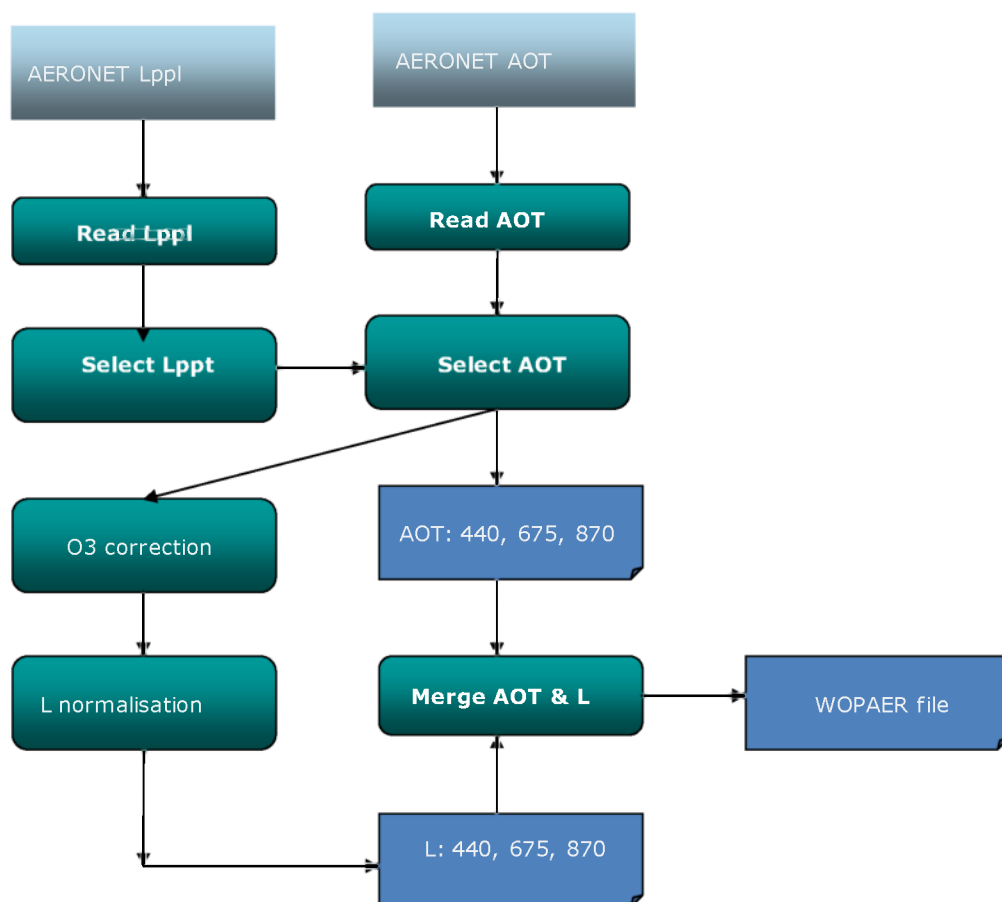 AERONET Lppl
AERONET AOT
Read Lppl
Read AOT
Select Lppt
Select AOT
O3 correction
AOT: 440, 675, 870
L normalisation
Merge AOT & L
WOPAER file
L: 440, 675, 870